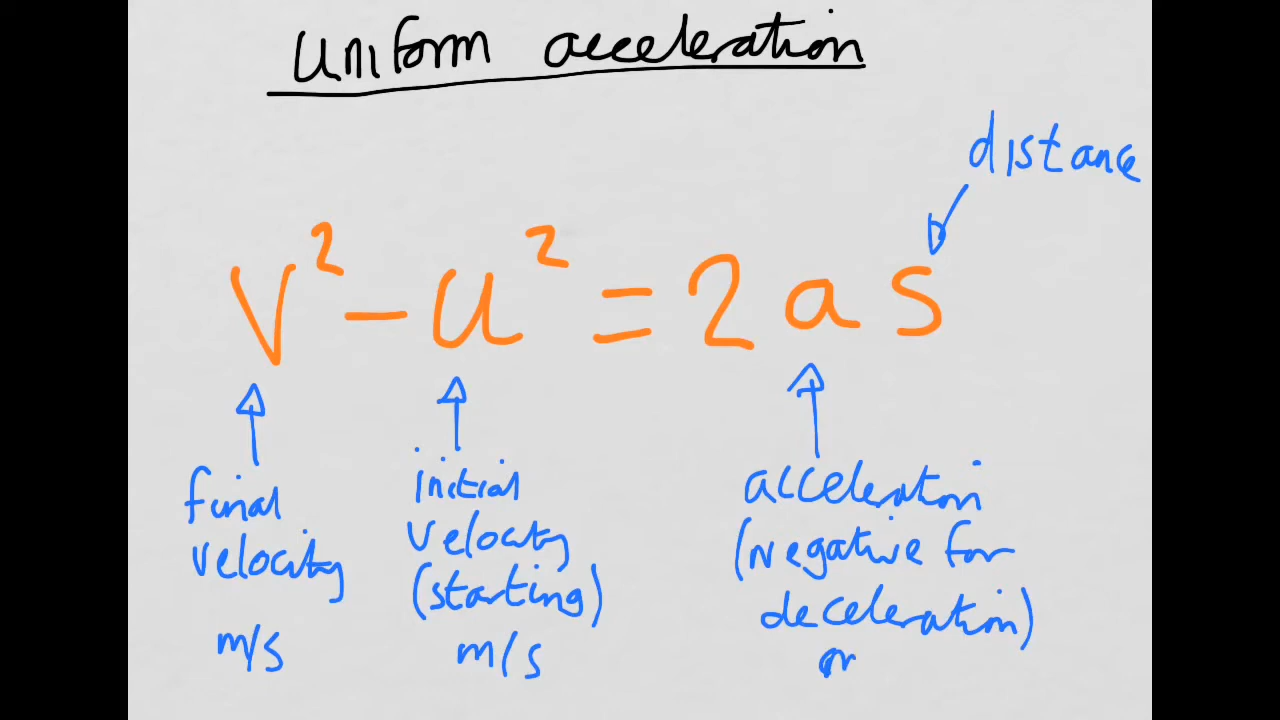 uniform acceleration
distance
v² - u² = 2as
final
velocity
m/s
initial
velocity
(starting)
m/s
acceleration
(negative for
deceleration)